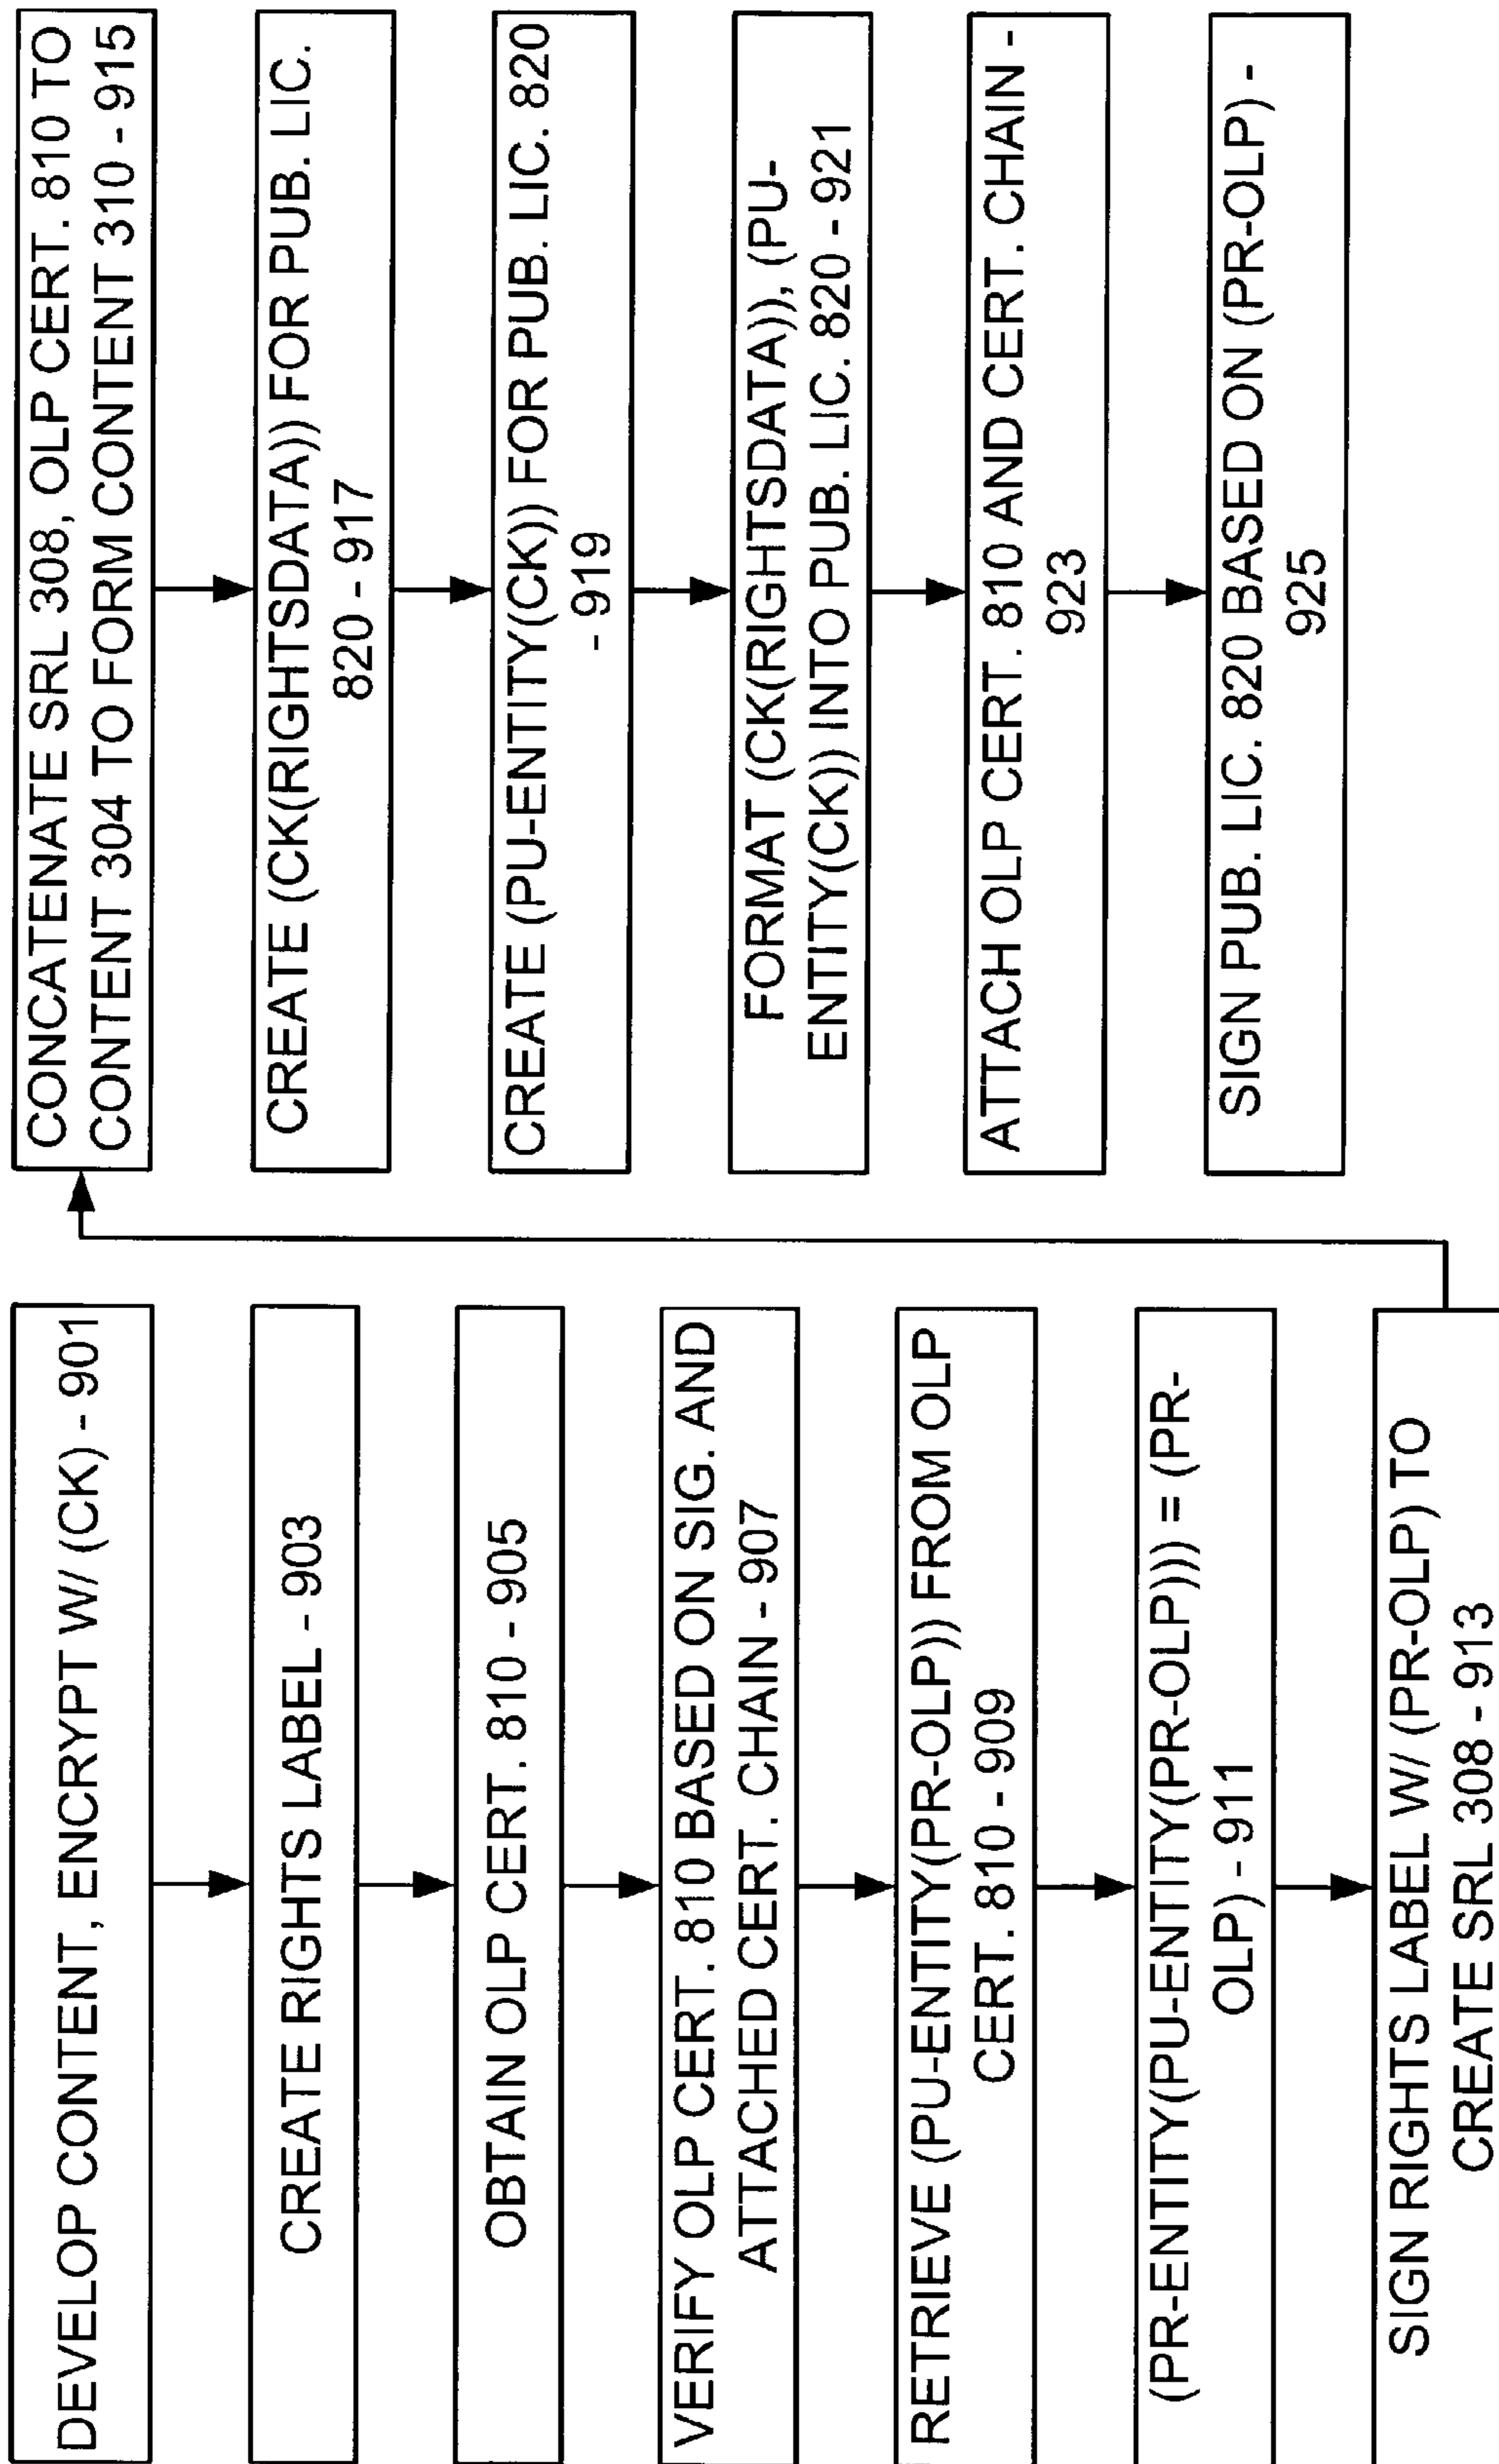 DEVELOP CONTENT, ENCRYPT W/ (CK) - 901
CREATE RIGHTS LABEL - 903
OBTAIN OLP CERT. 810 - 905
VERIFY OLP CERT. 810 BASED ON SIG. AND
ATTACHED CERT. CHAIN - 907
RETRIEVE (PU-ENTITY(PR-OLP)) FROM OLP
CERT. 810 - 909
(PR-ENTITY(PU-ENTITY(PR-OLP))) = (PR-
OLP) - 911
SIGN RIGHTS LABEL W/ (PR-OLP) TO
CREATE SRL 308 - 913
CONCATENATE SRL 308, OLP CERT. 810 TO
CONTENT 304 TO FORM CONTENT 310 - 915
CREATE (CK(RIGHTSDATA)) FOR PUB. LIC.
820 - 917
CREATE (PU-ENTITY(CK)) FOR PUB. LIC. 820
- 919
FORMAT (CK(RIGHTSDATA)), (PU-
ENTITY(CK)) INTO PUB. LIC. 820 - 921
ATTACH OLP CERT. 810 AND CERT. CHAIN -
923
SIGN PUB. LIC. 820 BASED ON (PR-OLP) -
925